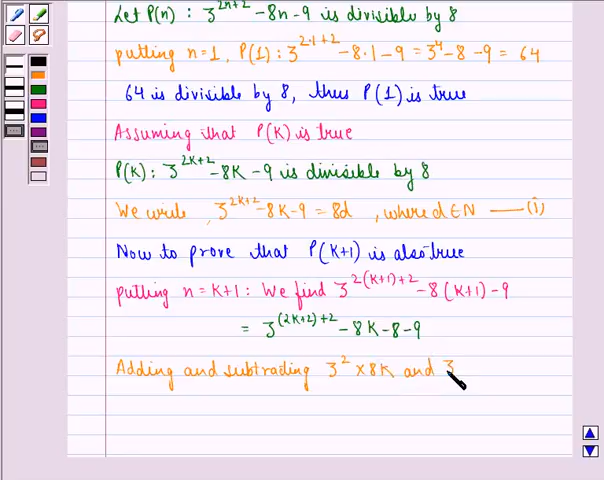 Let P(n) : 3^{2n+2} -8n -9 is divisible by 8
putting n=1, P(1) : 3^{2·1+2} -8·1 -9 = 3^4 -8 -9 = 64
64 is divisible by 8, thus P(1) is true
Assuming that P(K) is true
P(K) : 3^{2K+2} -8K -9 is divisible by 8
We write, 3^{2K+2} -8K -9 = 8d , where d ∈ N —— (i)
Now to prove that P(K+1) is also true
putting n = K+1 : We find 3^{2(K+1)+2} -8(K+1) -9
= 3^{(2K+2)+2} -8K -8 -9
Adding and subtrading 3^2 ×8K and 3